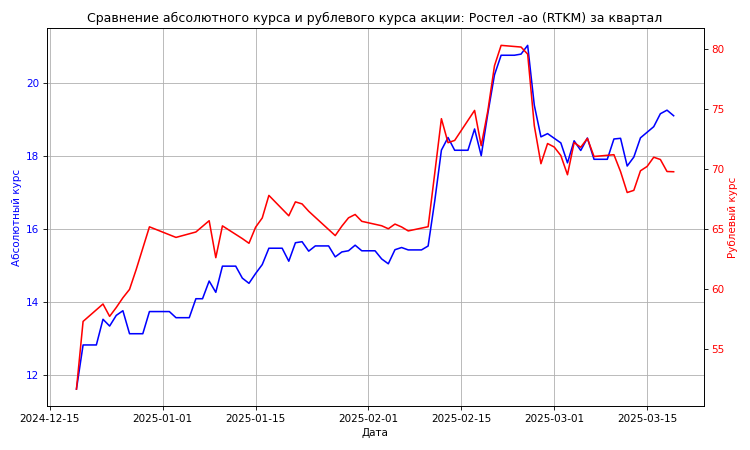 Сравнение абсолютного курса и рублевого курса акции: Ростел -ао (RTKM) за квартал
Абсолютный курс
20
18
16
14
12
80
75
70
65
60
55
Рублевый курс
2024-12-15 2025-01-01 2025-01-15 2025-02-01 2025-02-15 2025-03-01 2025-03-15
Дата